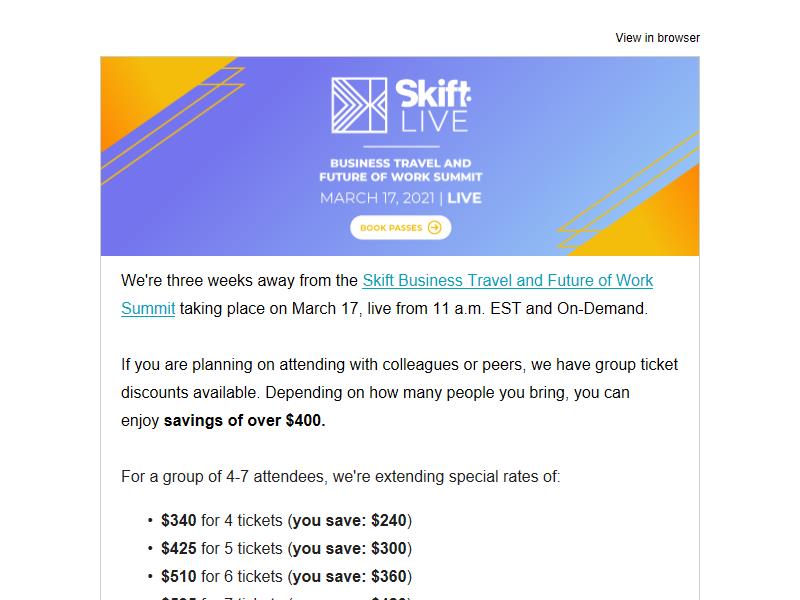 View in browser
Skift
LIVE
BUSINESS TRAVEL AND
FUTURE OF WORK SUMMIT
MARCH 17, 2021 | LIVE
BOOK PASSES
We're three weeks away from the Skift Business Travel and Future of Work
Summit taking place on March 17, live from 11 a.m. EST and On-Demand.
If you are planning on attending with colleagues or peers, we have group ticket
discounts available. Depending on how many people you bring, you can
enjoy savings of over $400.
For a group of 4-7 attendees, we're extending special rates of:
• $340 for 4 tickets (you save: $240)
• $425 for 5 tickets (you save: $300)
• $510 for 6 tickets (you save: $360)